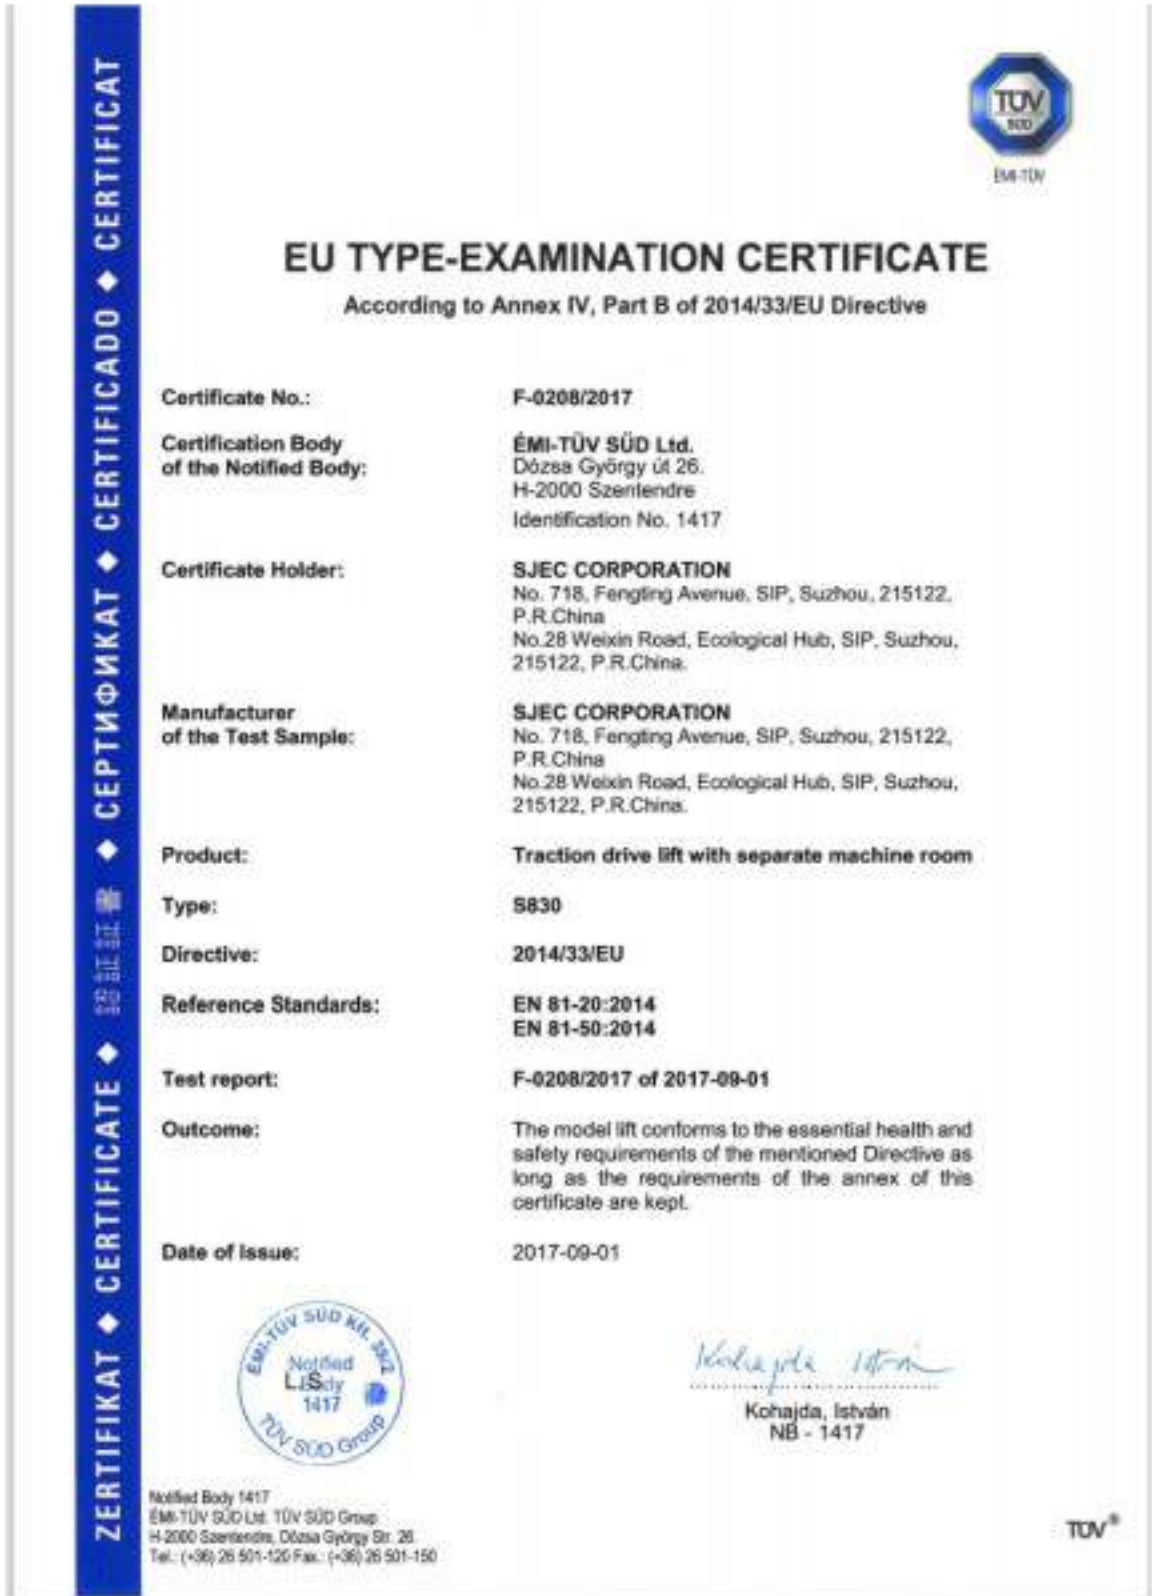 ZERTIFIKAT ◆ CERTIFICATE ◆ 認証証書 ◆ СЕРТИФИКАТ ◆ CERTIFICADO ◆ CERTIFICAT
TÜV
SÜD
ÉMI-TÜV
EU TYPE-EXAMINATION CERTIFICATE
According to Annex IV, Part B of 2014/33/EU Directive
Certificate No.: F-0208/2017
Certification Body ÉMI-TÜV SÜD Ltd.
of the Notified Body: Dózsa György út 26.
H-2000 Szentendre
Identification No. 1417
Certificate Holder: SJEC CORPORATION
No. 718, Fengting Avenue, SIP, Suzhou, 215122,
P.R.China
No.28 Weixin Road, Ecological Hub, SIP, Suzhou,
215122, P.R.China.
Manufacturer SJEC CORPORATION
of the Test Sample: No. 718, Fengting Avenue, SIP, Suzhou, 215122,
P.R.China
No.28 Weixin Road, Ecological Hub, SIP, Suzhou,
215122, P.R.China.
Product: Traction drive lift with separate machine room
Type: S830
Directive: 2014/33/EU
Reference Standards: EN 81-20:2014
EN 81-50:2014
Test report: F-0208/2017 of 2017-09-01
Outcome: The model lift conforms to the essential health and
safety requirements of the mentioned Directive as
long as the requirements of the annex of this
certificate are kept.
Date of Issue: 2017-09-01
ÉMI-TÜV SÜD Kft. 35/2
Notified
Body
L.S.
1417
TÜV SÜD Group
Kohajda István
Kohajda, István
NB - 1417
Notified Body 1417
ÉMI-TÜV SÜD Ltd. TÜV SÜD Group
H-2000 Szentendre, Dózsa György Str. 26.
Tel.: (+36) 26 501-120 Fax.: (+36) 26 501-150
TÜV®